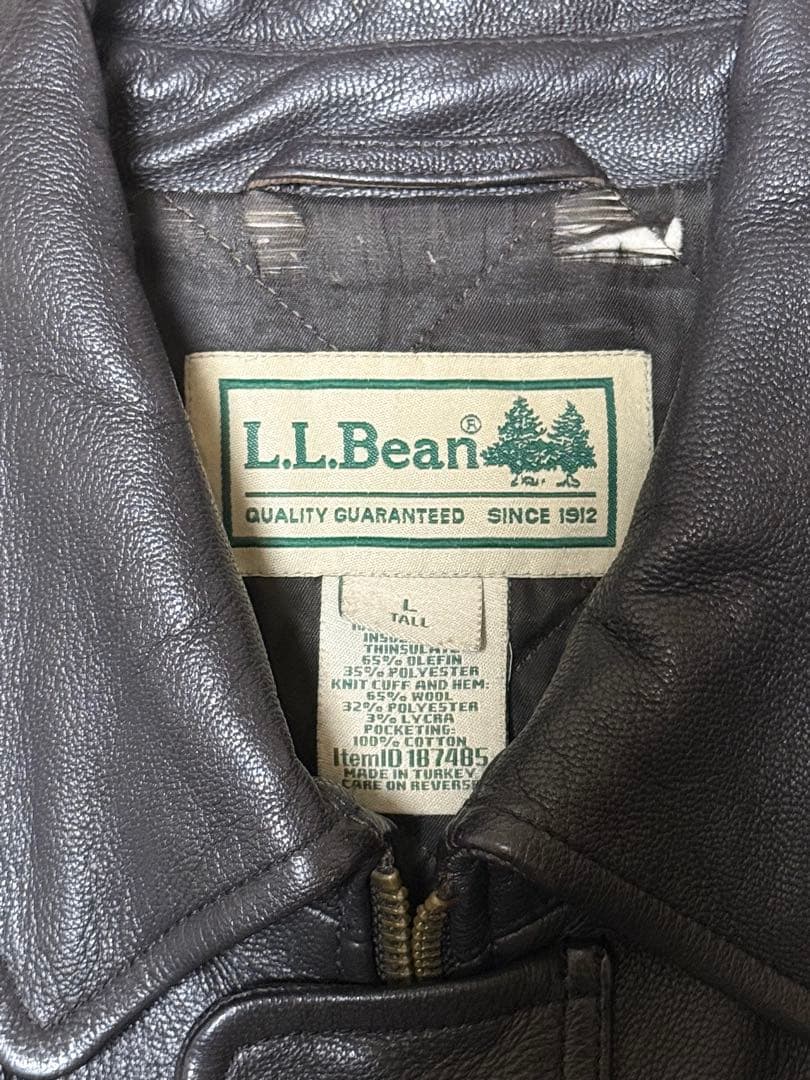 L.L.Bean®
QUALITY GUARANTEED SINCE 1912
L
TALL
65% OLEFIN
35% POLYESTER
KNIT CUFF AND HEM:
65% WOOL
32% POLYESTER
3% LYCRA
POCKETING:
100% COTTON
ItemID 187485
MADE IN TURKEY
CARE ON REVERSE